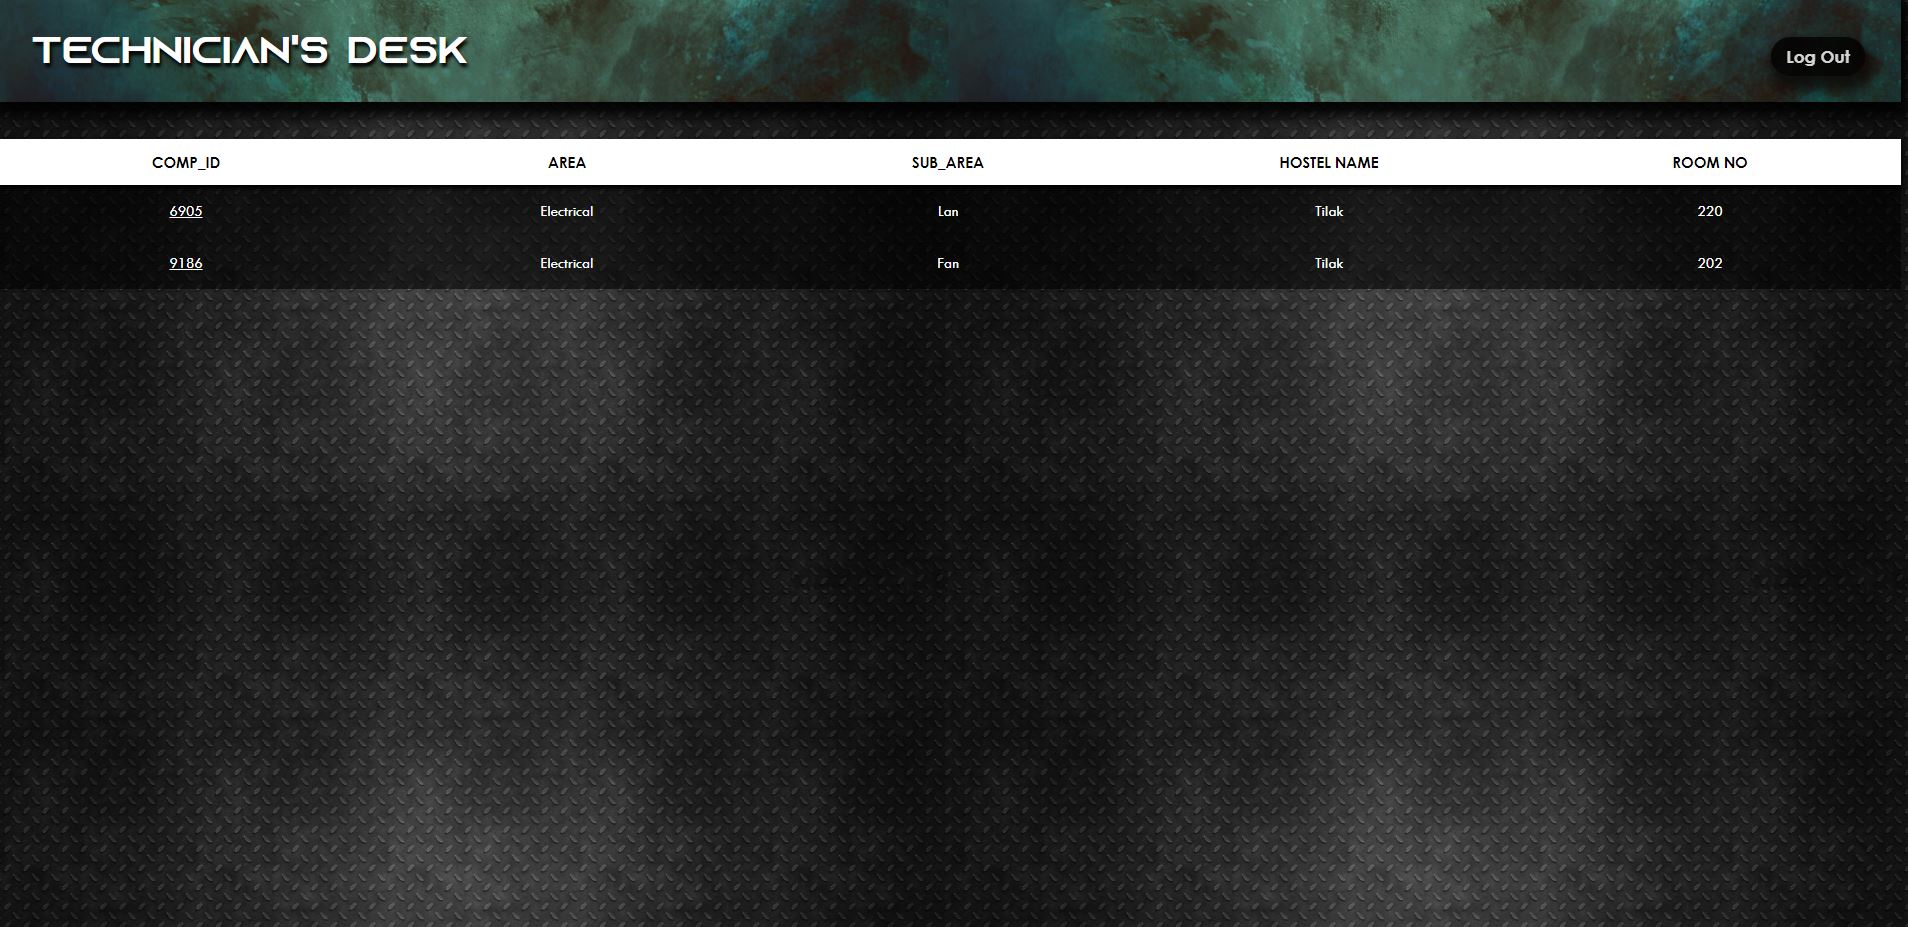 TECHNICIAN'S DESK
Log Out
COMP_ID AREA SUB_AREA HOSTEL NAME ROOM NO
6905 Electrical Lan Tilak 220
9186 Electrical Fan Tilak 202